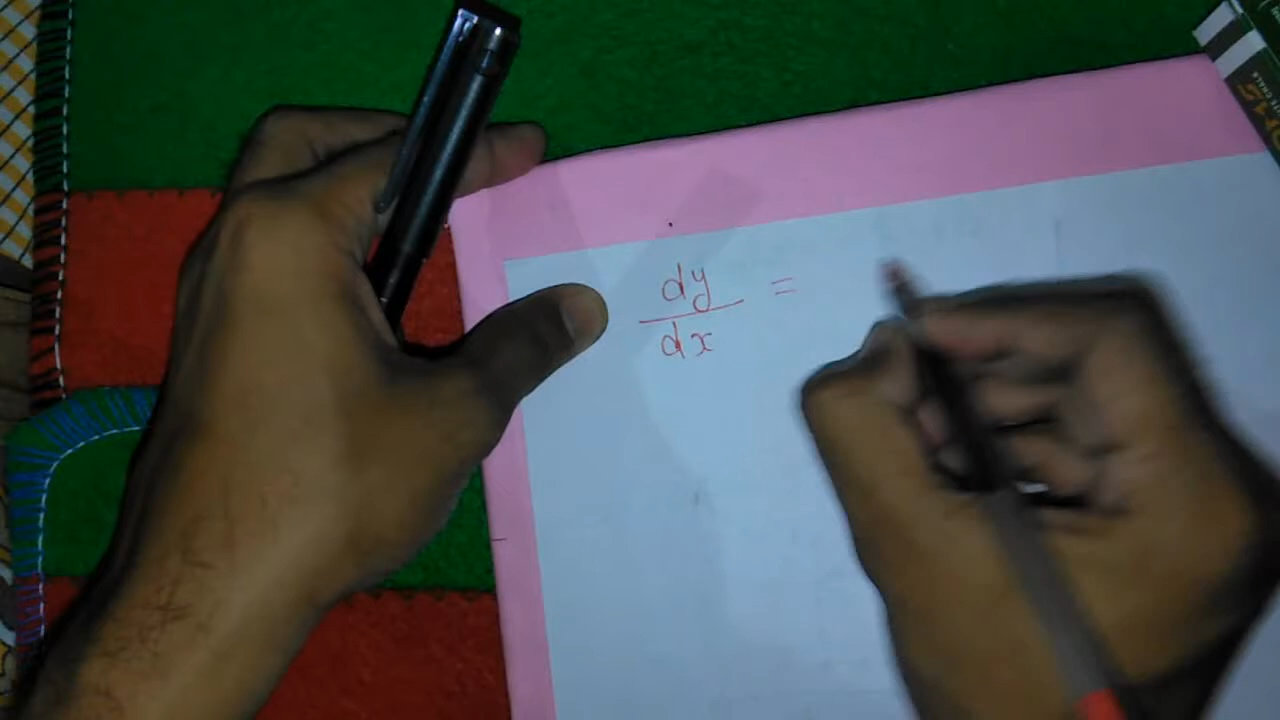 dy/dx =